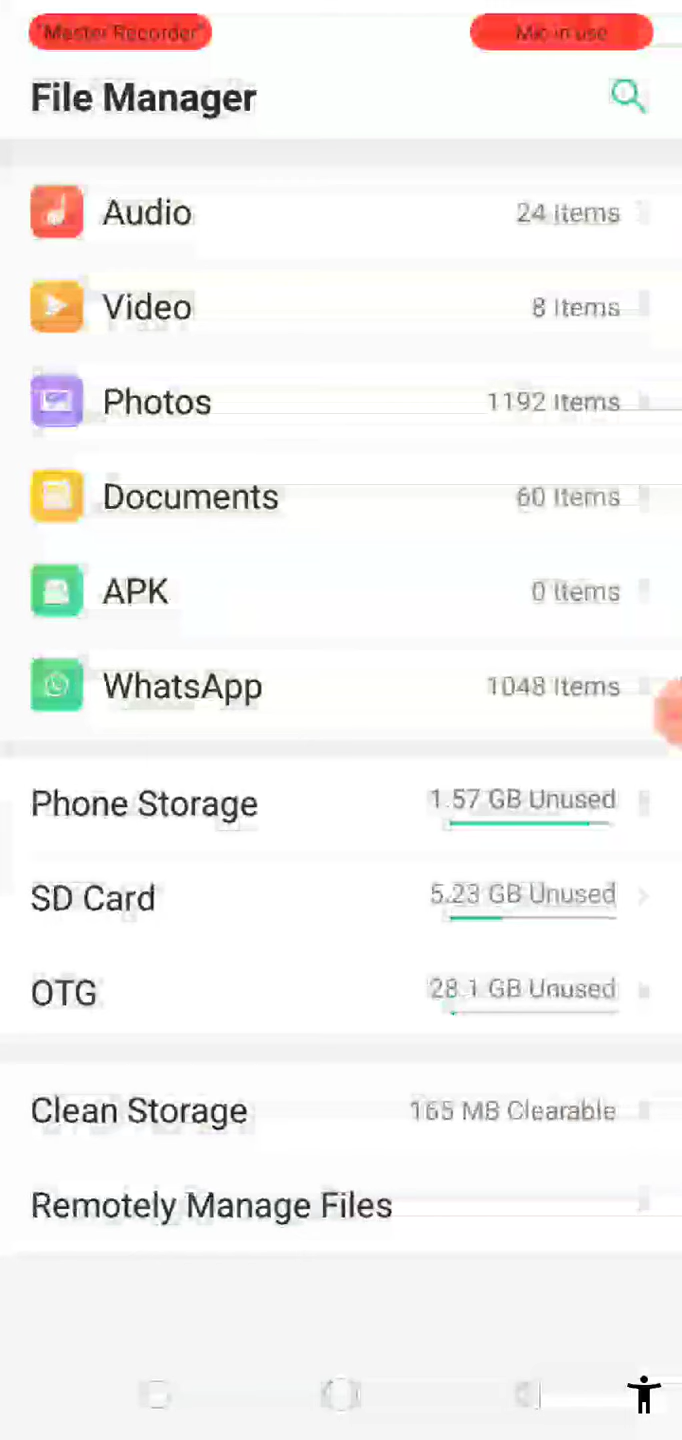 "Master Recorder" Mic in use
File Manager
Audio 24 Items
Video 8 Items
Photos 1192 Items
Documents 60 Items
APK 0 Items
WhatsApp 1048 Items
Phone Storage 1.57 GB Unused
SD Card 5.23 GB Unused
OTG 28.1 GB Unused
Clean Storage 165 MB Clearable
Remotely Manage Files